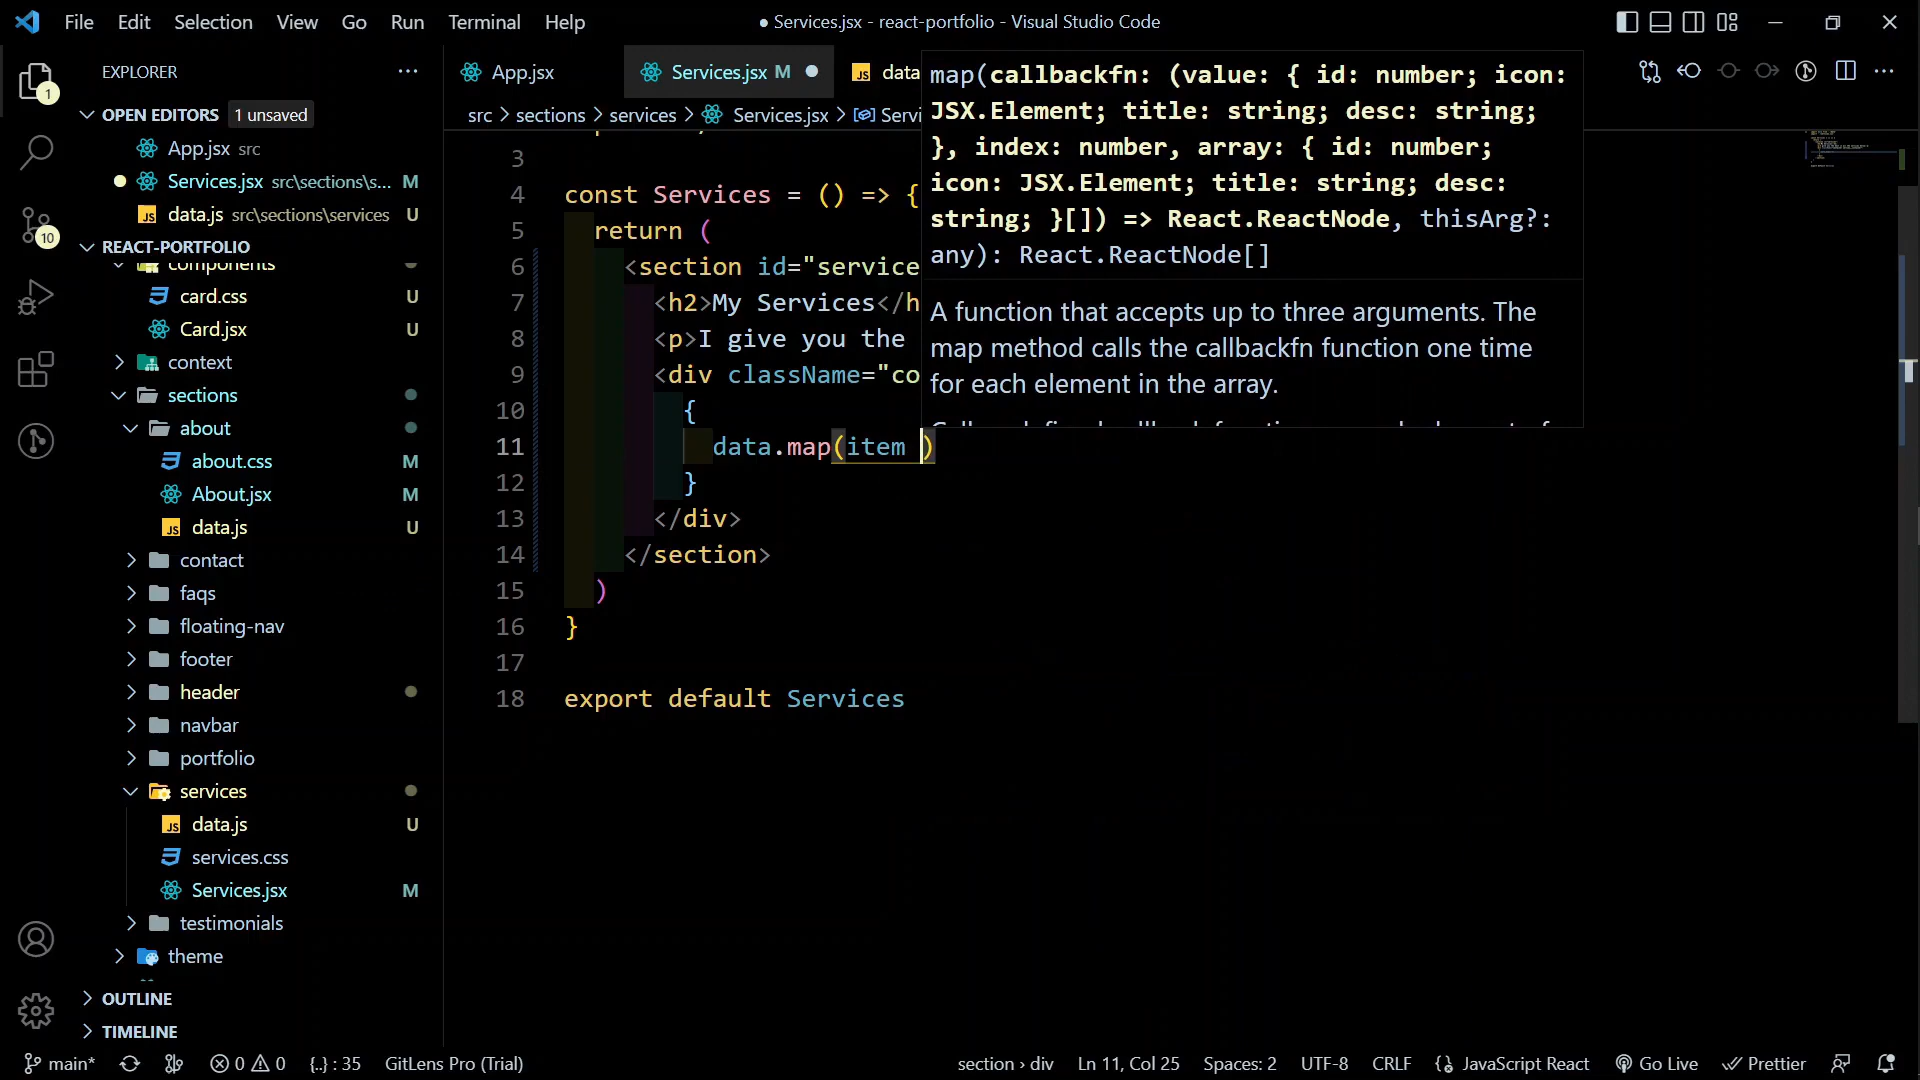 File Edit Selection View Go Run Terminal Help
● Services.jsx - react-portfolio - Visual Studio Code
EXPLORER
OPEN EDITORS 1 unsaved
App.jsx src
Services.jsx src\sections\s... M
data.js src\sections\services U
REACT-PORTFOLIO
components
card.css U
Card.jsx U
context
sections
about
about.css M
About.jsx M
data.js U
contact
faqs
floating-nav
footer
header
navbar
portfolio
services
data.js U
services.css
Services.jsx M
testimonials
theme
OUTLINE
TIMELINE
1
10
App.jsx
Services.jsx M
data
src > sections > services > Services.jsx > Servi
3
4 const Services = () => {
5 return (
6 <section id="service
7 <h2>My Services</h
8 <p>I give you the
9 <div className="co
10 {
11 data.map(item )
12 }
13 </div>
14 </section>
15 )
16 }
17
18 export default Services
map(callbackfn: (value: { id: number; icon:
JSX.Element; title: string; desc: string;
}, index: number, array: { id: number;
icon: JSX.Element; title: string; desc:
string; }[]) => React.ReactNode, thisArg?:
any): React.ReactNode[]
A function that accepts up to three arguments. The
map method calls the callbackfn function one time
for each element in the array.
main* 0 0 {..} : 35 GitLens Pro (Trial)
section › div Ln 11, Col 25 Spaces: 2 UTF-8 CRLF JavaScript React Go Live Prettier